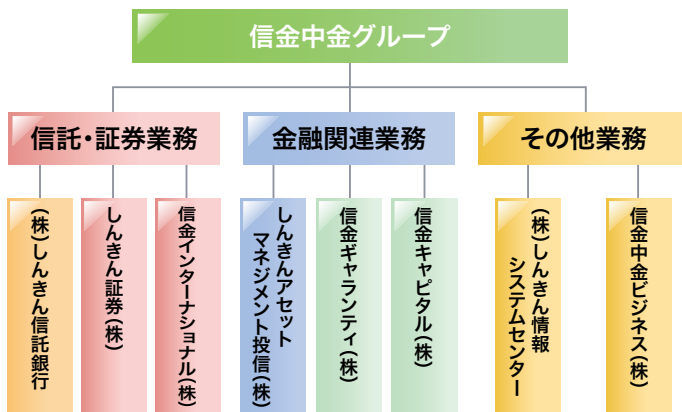 信金中金グループ
信託・証券業務
金融関連業務
その他業務
(株)しんきん信託銀行
しんきん証券(株)
信金インターナショナル(株)
しんきんアセット
マネジメント投信(株)
信金ギャランティ(株)
信金キャピタル(株)
(株)しんきん情報
システムセンター
信金中金ビジネス(株)